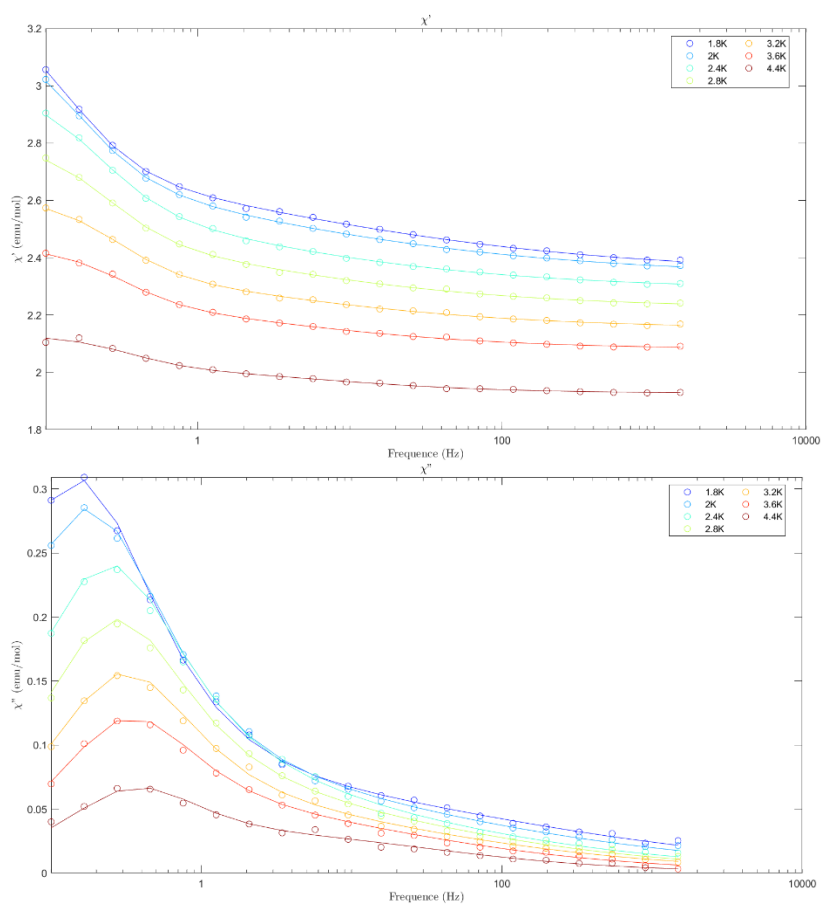 χ'
3.2
3
2.8
2.6
2.4
2.2
2
1.8
χ' (emu/mol)
1.8K 3.2K
2K 3.6K
2.4K 4.4K
2.8K
1 100 10000
Frequence (Hz)
χ"
0.3
0.25
0.2
0.15
0.1
0.05
0
χ" (emu/mol)
1.8K 3.2K
2K 3.6K
2.4K 4.4K
2.8K
1 100 10000
Frequence (Hz)